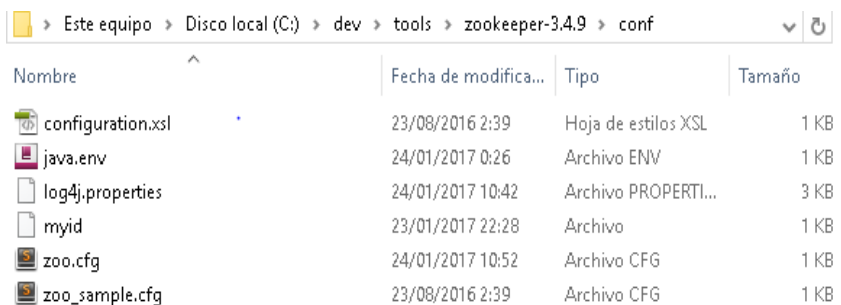 Este equipo > Disco local (C:) > dev > tools > zookeeper-3.4.9 > conf
Nombre Fecha de modifica... Tipo Tamaño
configuration.xsl 23/08/2016 2:39 Hoja de estilos XSL 1 KB
java.env 24/01/2017 0:26 Archivo ENV 1 KB
log4j.properties 24/01/2017 10:42 Archivo PROPERTI... 3 KB
myid 23/01/2017 22:28 Archivo 1 KB
zoo.cfg 24/01/2017 10:52 Archivo CFG 1 KB
zoo_sample.cfg 23/08/2016 2:39 Archivo CFG 1 KB